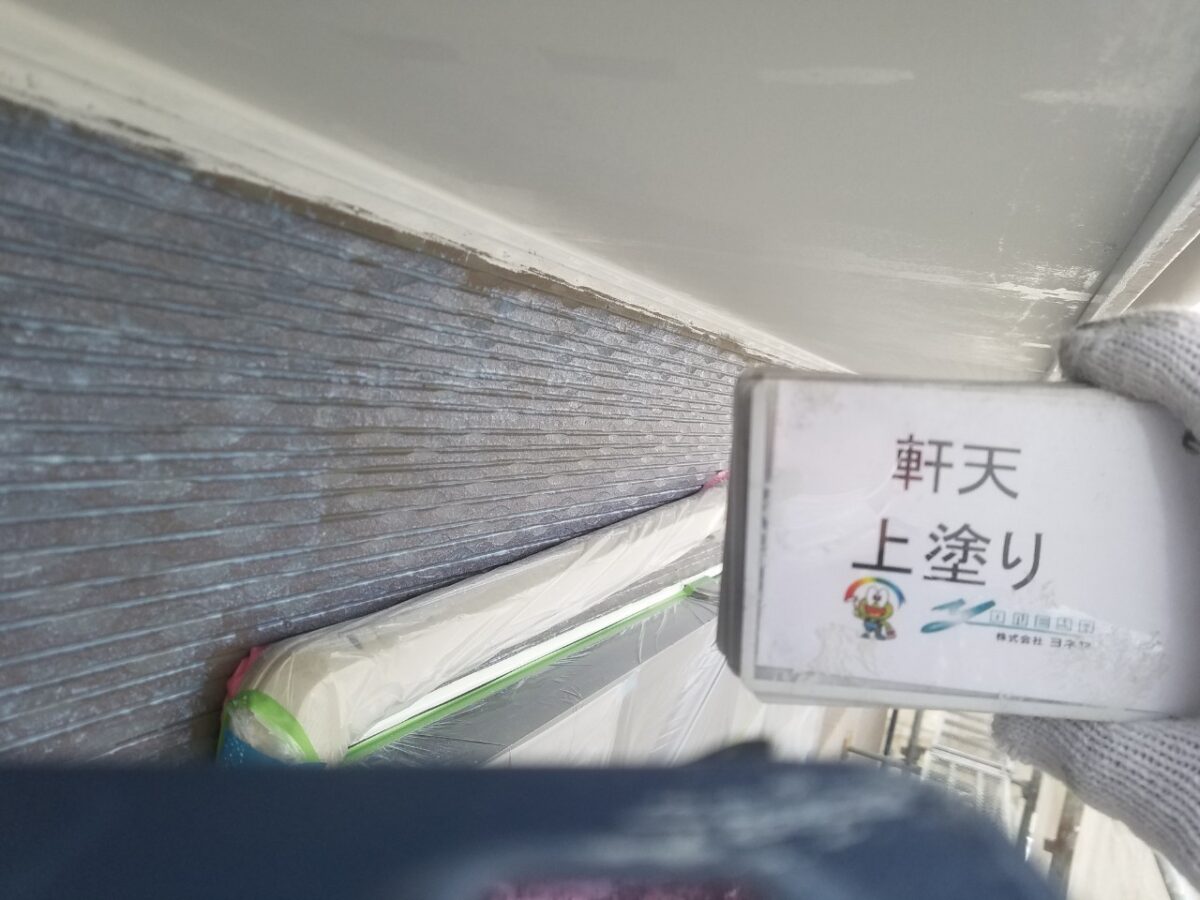 軒天
上塗り
株式会社 ヨネヤ